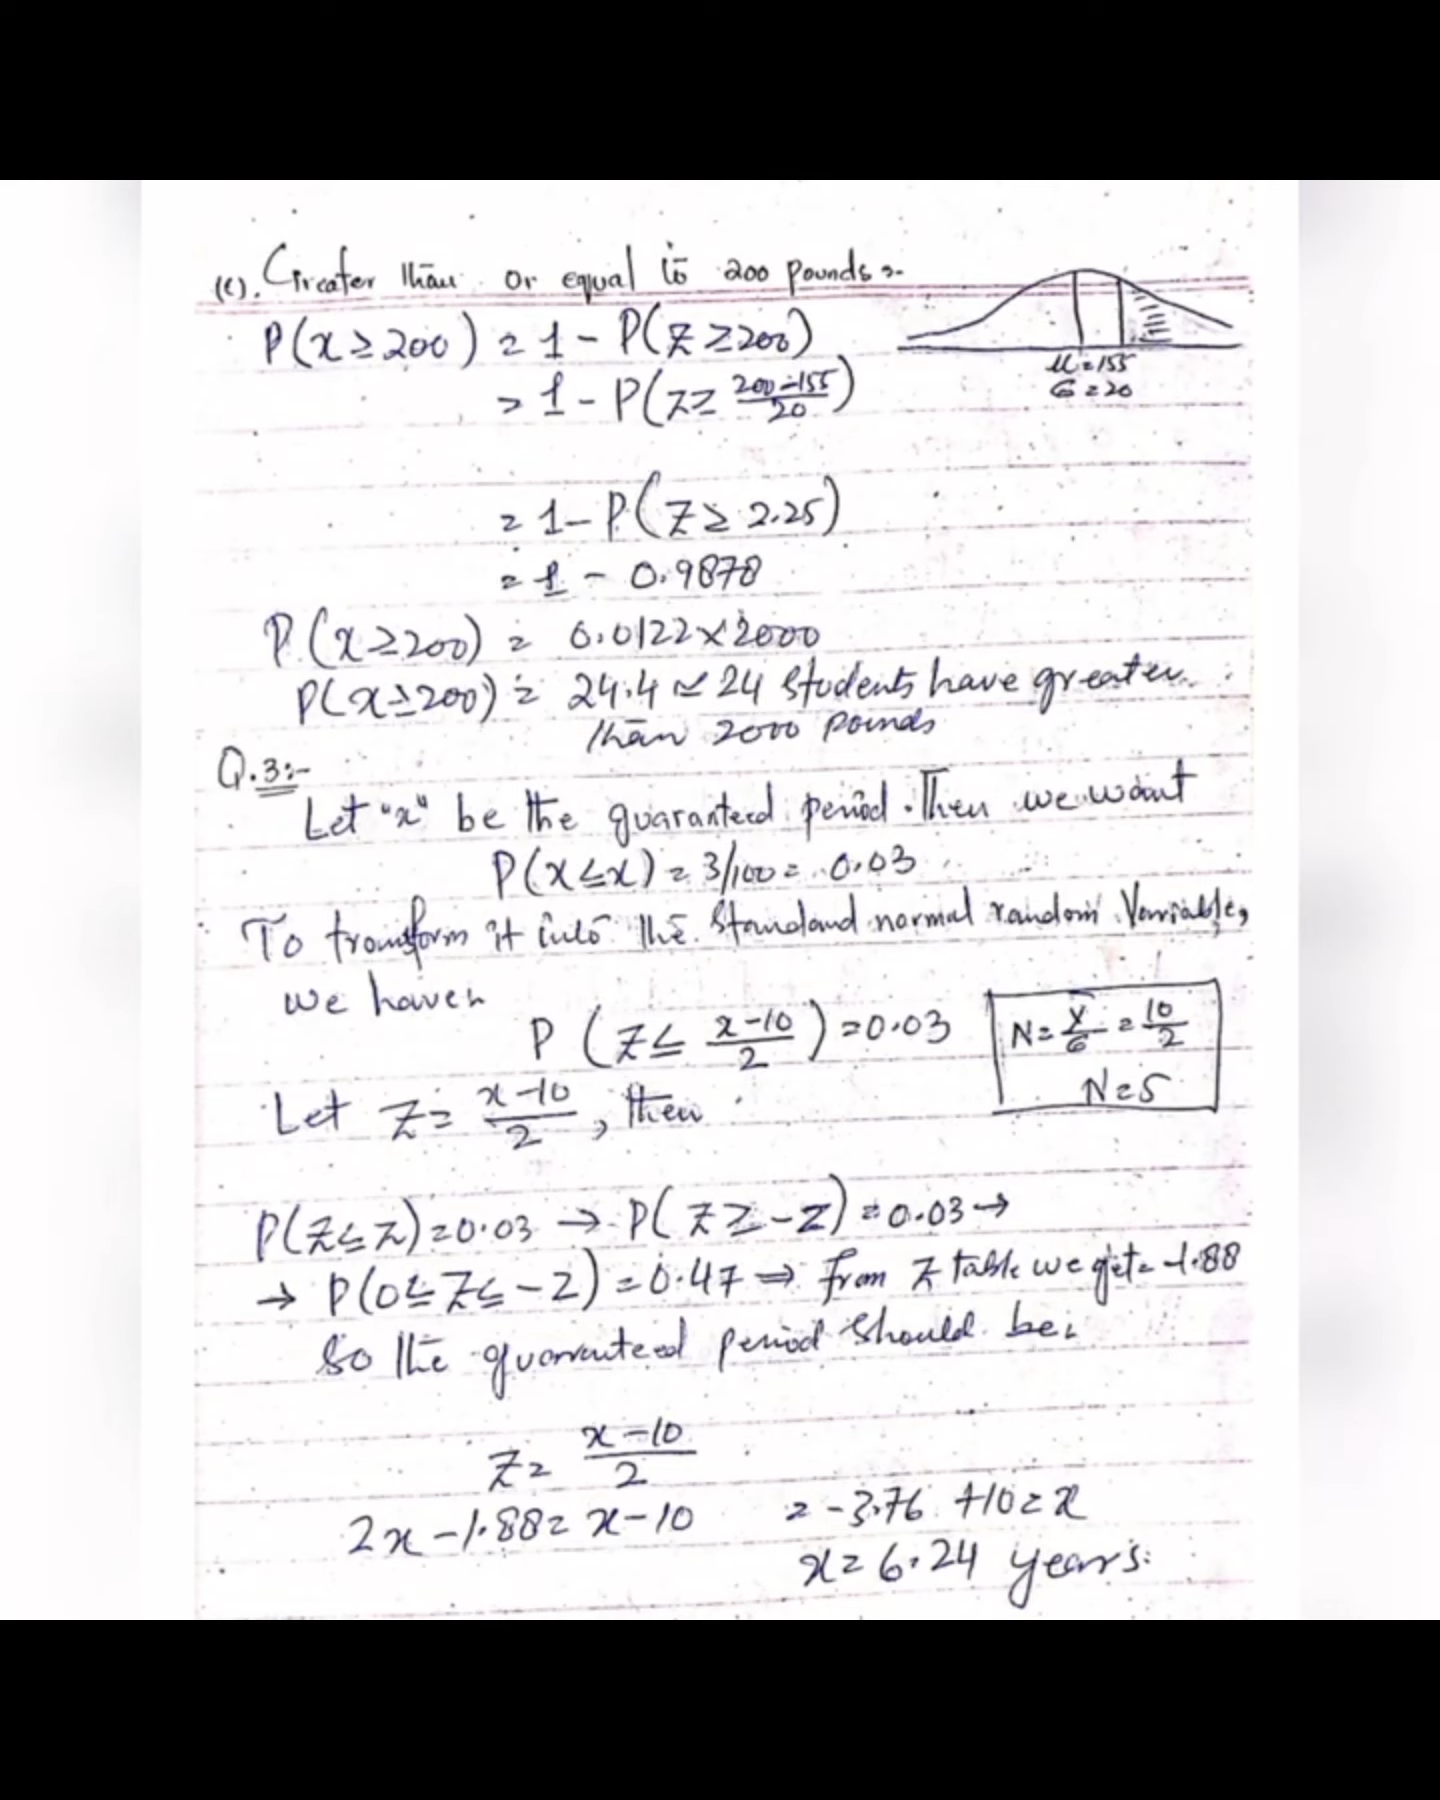 (c). Greater than or equal to 200 pounds :-
P(x ≥ 200) = 1 - P(Z ≥ 200)
= 1 - P(Z ≥ 200-155/20)
μ = 155
σ = 20
= 1 - P(Z ≥ 2.25)
= 1 - 0.9878
P(x ≥ 200) = 0.0122 × 2000
P(x ≥ 200) = 24.4 ≃ 24 students have greater
than 2000 pounds
Q.3:-
Let "x" be the guaranteed period. Then we want
P(x ≤ x) = 3/100 = 0.03
To transform it into the standand normal random Variable,
we have:
P(Z ≤ x-10/2) = 0.03
N = X/6 = 10/2
N = 5
Let Z = x-10/2, then
P(Z ≤ z) = 0.03 → P(Z ≥ -z) = 0.03 →
→ P(0 ≤ Z ≤ -z) = 0.47 ⇒ from Z table we get = -1.88
So the guaranteed period should be:
Z = x-10/2
2x - 1.88 = x - 10
= -3.76 + 10 = x
x = 6.24 years.